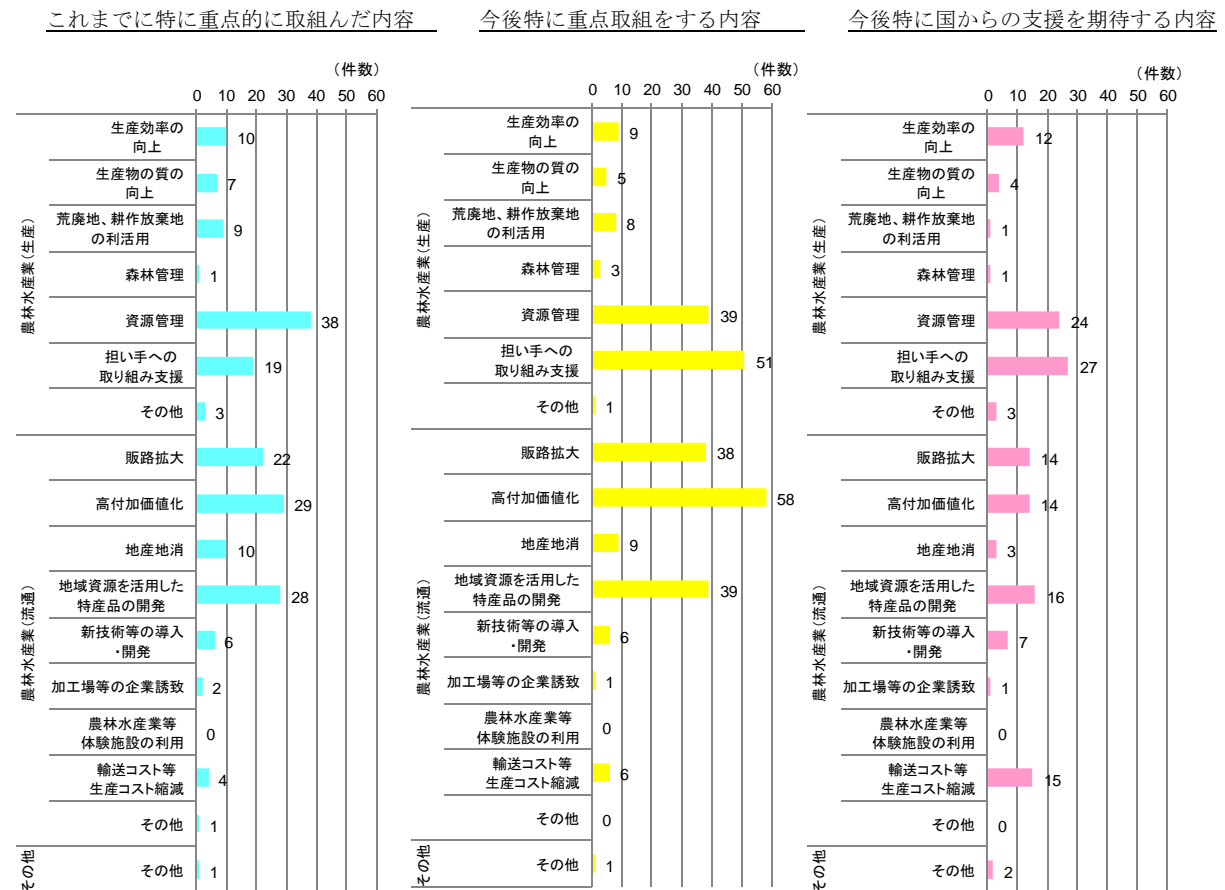 これまでに特に重点的に取組んだ内容
(件数)
0 10 20 30 40 50 60
農林水産業(生産)
生産効率の
向上
10
生産物の質の
向上
7
荒廃地、耕作放棄地
の利活用
9
森林管理
1
資源管理
38
担い手への
取り組み支援
19
その他
3
農林水産業(流通)
販路拡大
22
高付加価値化
29
地産地消
10
地域資源を活用した
特産品の開発
28
新技術等の導入
・開発
6
加工場等の企業誘致
2
農林水産業等
体験施設の利用
0
輸送コスト等
生産コスト縮減
4
その他
1
その他
その他
1
今後特に重点取組をする内容
(件数)
0 10 20 30 40 50 60
農林水産業(生産)
生産効率の
向上
9
生産物の質の
向上
5
荒廃地、耕作放棄地
の利活用
8
森林管理
3
資源管理
39
担い手への
取り組み支援
51
その他
1
農林水産業(流通)
販路拡大
38
高付加価値化
58
地産地消
9
地域資源を活用した
特産品の開発
39
新技術等の導入
・開発
6
加工場等の企業誘致
1
農林水産業等
体験施設の利用
0
輸送コスト等
生産コスト縮減
6
その他
0
その他
その他
1
今後特に国からの支援を期待する内容
(件数)
0 10 20 30 40 50 60
農林水産業(生産)
生産効率の
向上
12
生産物の質の
向上
4
荒廃地、耕作放棄地
の利活用
1
森林管理
1
資源管理
24
担い手への
取り組み支援
27
その他
3
農林水産業(流通)
販路拡大
14
高付加価値化
14
地産地消
3
地域資源を活用した
特産品の開発
16
新技術等の導入
・開発
7
加工場等の企業誘致
1
農林水産業等
体験施設の利用
0
輸送コスト等
生産コスト縮減
15
その他
0
その他
その他
2